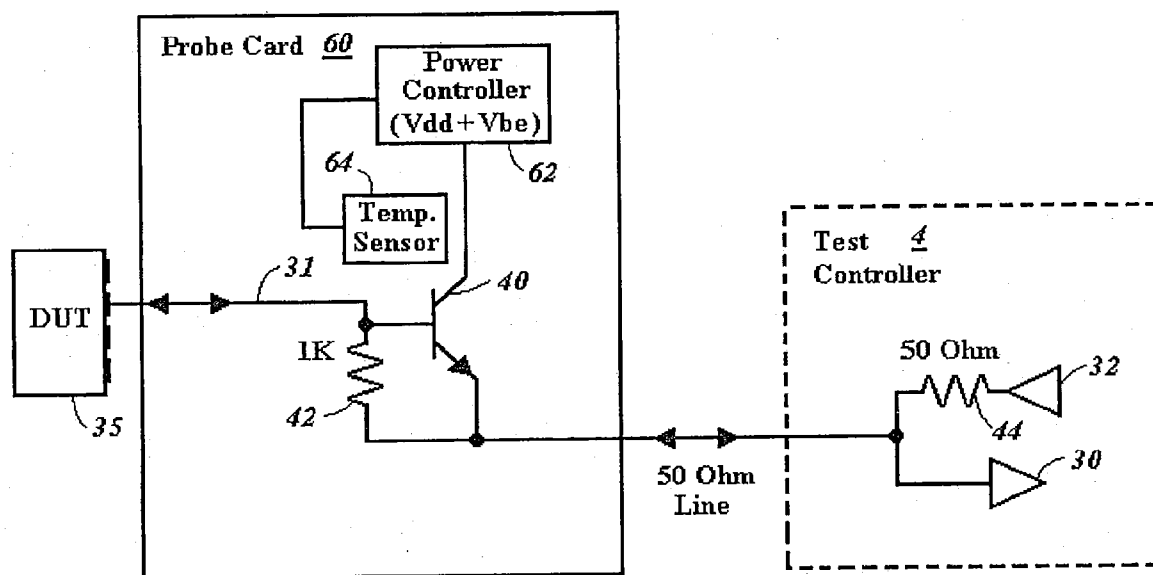 Probe Card 60
Power
Controller
(Vdd+Vbe)
62
64
Temp.
Sensor
31
40
DUT
35
1K
42
50 Ohm
Line
Test 4
Controller
50 Ohm
32
44
30